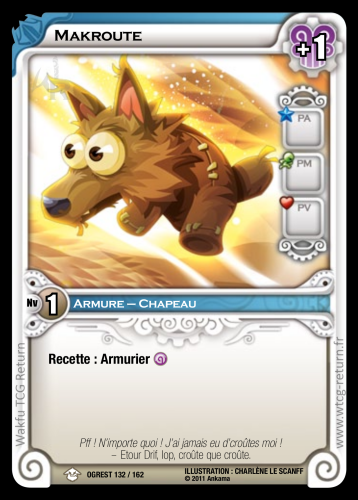 Makroute
+1
PA
PM
PV
Nv 1 Armure – Chapeau
Recette : Armurier
Pff ! N'importe quoi ! J'ai jamais eu d'croûtes moi !
– Etour Drif, Iop, croûte que croûte.
OGREST 132 / 162
ILLUSTRATION : CHARLÈNE LE SCANFF
© 2011 Ankama
Wakfu TCG Return
www.wtcg-return.fr